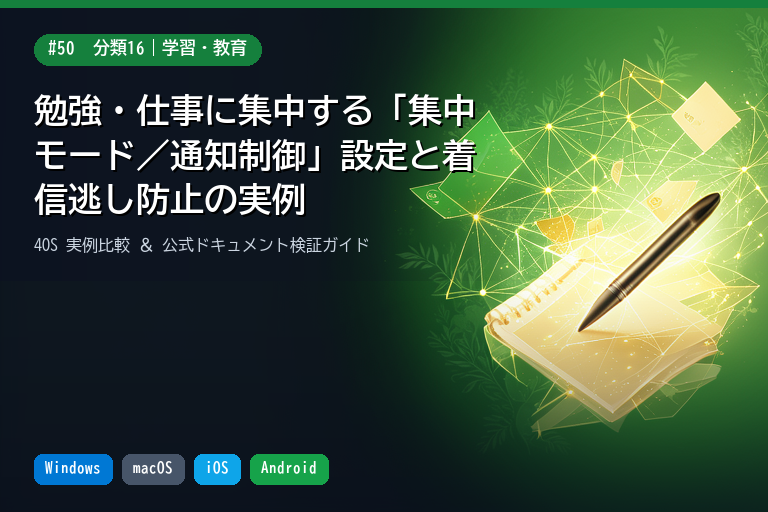 #50 分類16｜学習・教育
勉強・仕事に集中する「集中
モード／通知制御」設定と着
信逃し防止の実例
4OS 実例比較 ＆ 公式ドキュメント検証ガイド
Windows macOS iOS Android